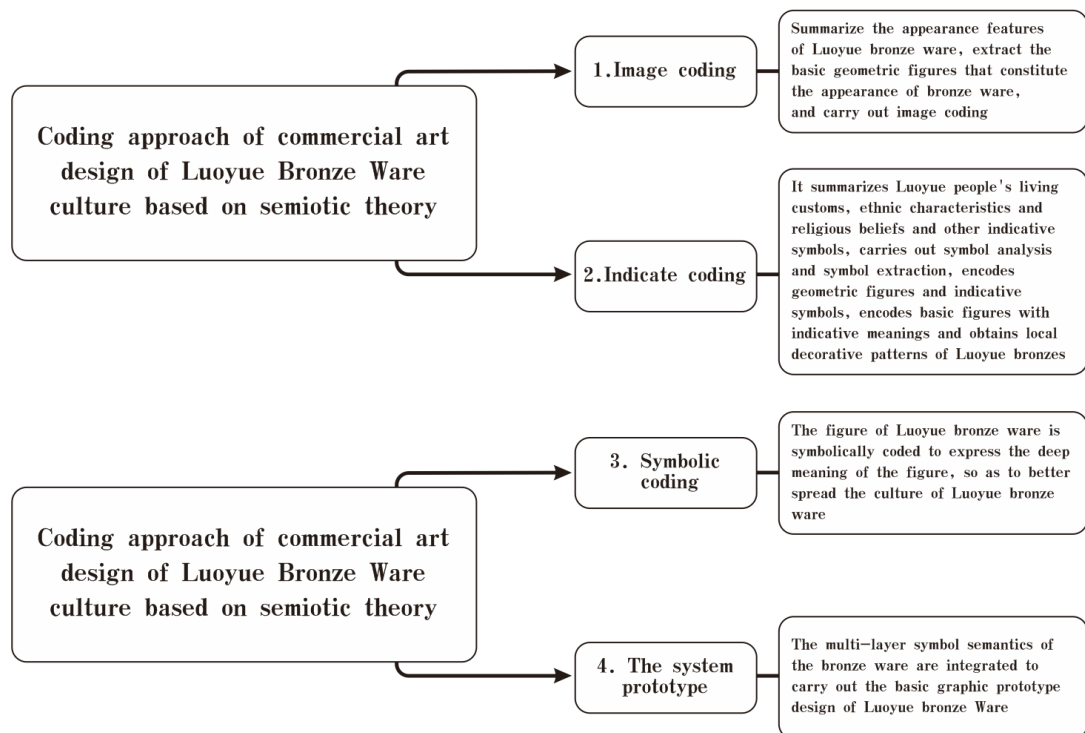 Coding approach of commercial art
design of Luoyue Bronze Ware
culture based on semiotic theory
1.Image coding
Summarize the appearance features
of Luoyue bronze ware, extract the
basic geometric figures that constitute
the appearance of bronze ware,
and carry out image coding
2.Indicate coding
It summarizes Luoyue people's living
customs, ethnic characteristics and
religious beliefs and other indicative
symbols, carries out symbol analysis
and symbol extraction, encodes
geometric figures and indicative
symbols, encodes basic figures with
indicative meanings and obtains local
decorative patterns of Luoyue bronzes
Coding approach of commercial art
design of Luoyue Bronze Ware
culture based on semiotic theory
3. Symbolic
coding
The figure of Luoyue bronze ware is
symbolically coded to express the deep
meaning of the figure, so as to better
spread the culture of Luoyue bronze
ware
4. The system
prototype
The multi-layer symbol semantics of
the bronze ware are integrated to
carry out the basic graphic prototype
design of Luoyue bronze Ware